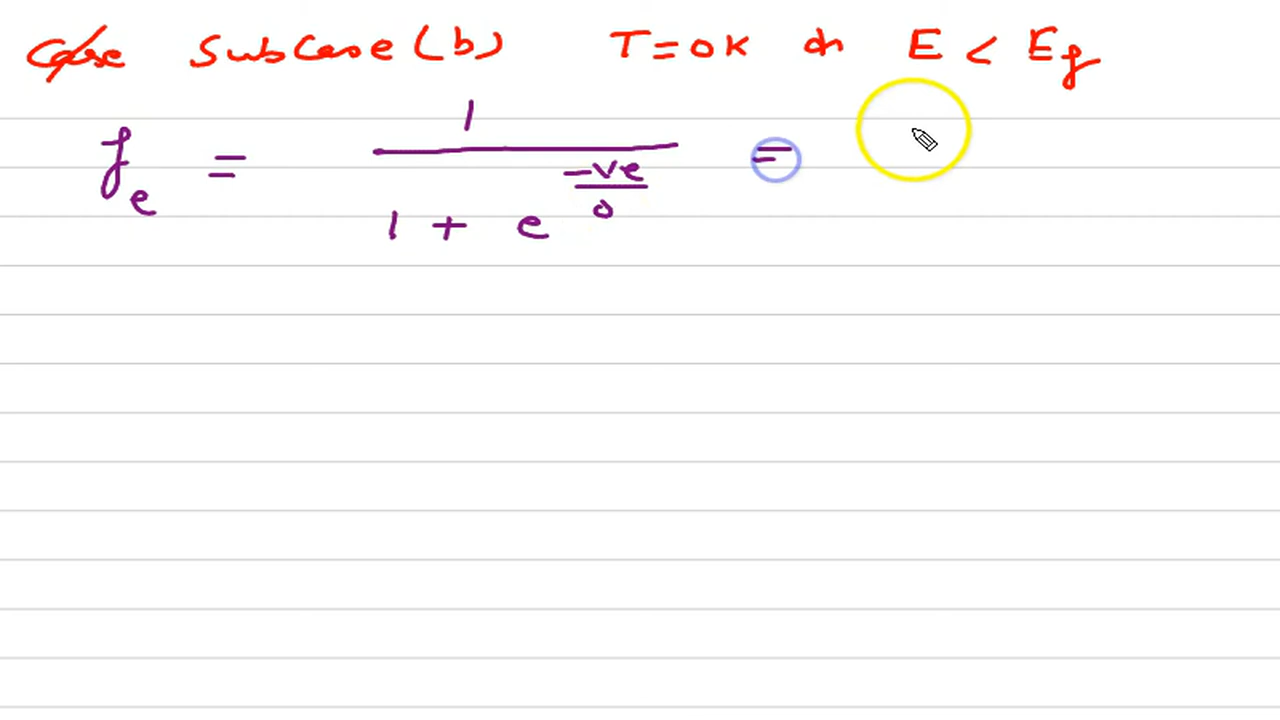 Case Subcase (b) T = 0K & E < Ef
fe = 1 / (1 + e^(-ve/0)) =